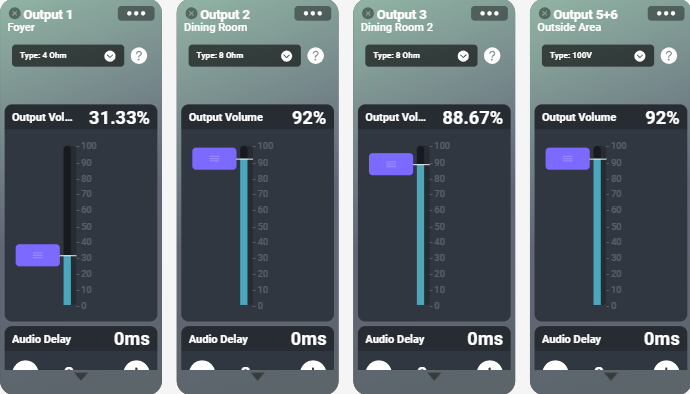 Output 1
Foyer
Type: 4 Ohm
?
Output Vol... 31.33%
100
90
80
70
60
50
40
30
20
10
0
Audio Delay 0ms
Output 2
Dining Room
Type: 8 Ohm
?
Output Volume 92%
100
90
80
70
60
50
40
30
20
10
0
Audio Delay 0ms
Output 3
Dining Room 2
Type: 8 Ohm
?
Output Vol... 88.67%
100
90
80
70
60
50
40
30
20
10
0
Audio Delay 0ms
Output 5+6
Outside Area
Type: 100V
?
Output Volume 92%
100
90
80
70
60
50
40
30
20
10
0
Audio Delay 0ms